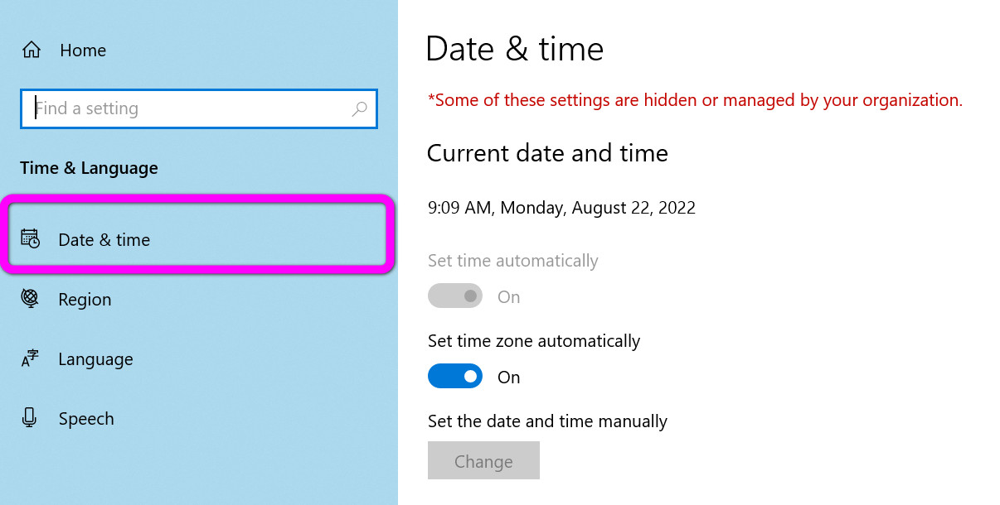 Home
Find a setting
Time & Language
Date & time
Region
Language
Speech
Date & time
*Some of these settings are hidden or managed by your organization.
Current date and time
9:09 AM, Monday, August 22, 2022
Set time automatically
On
Set time zone automatically
On
Set the date and time manually
Change